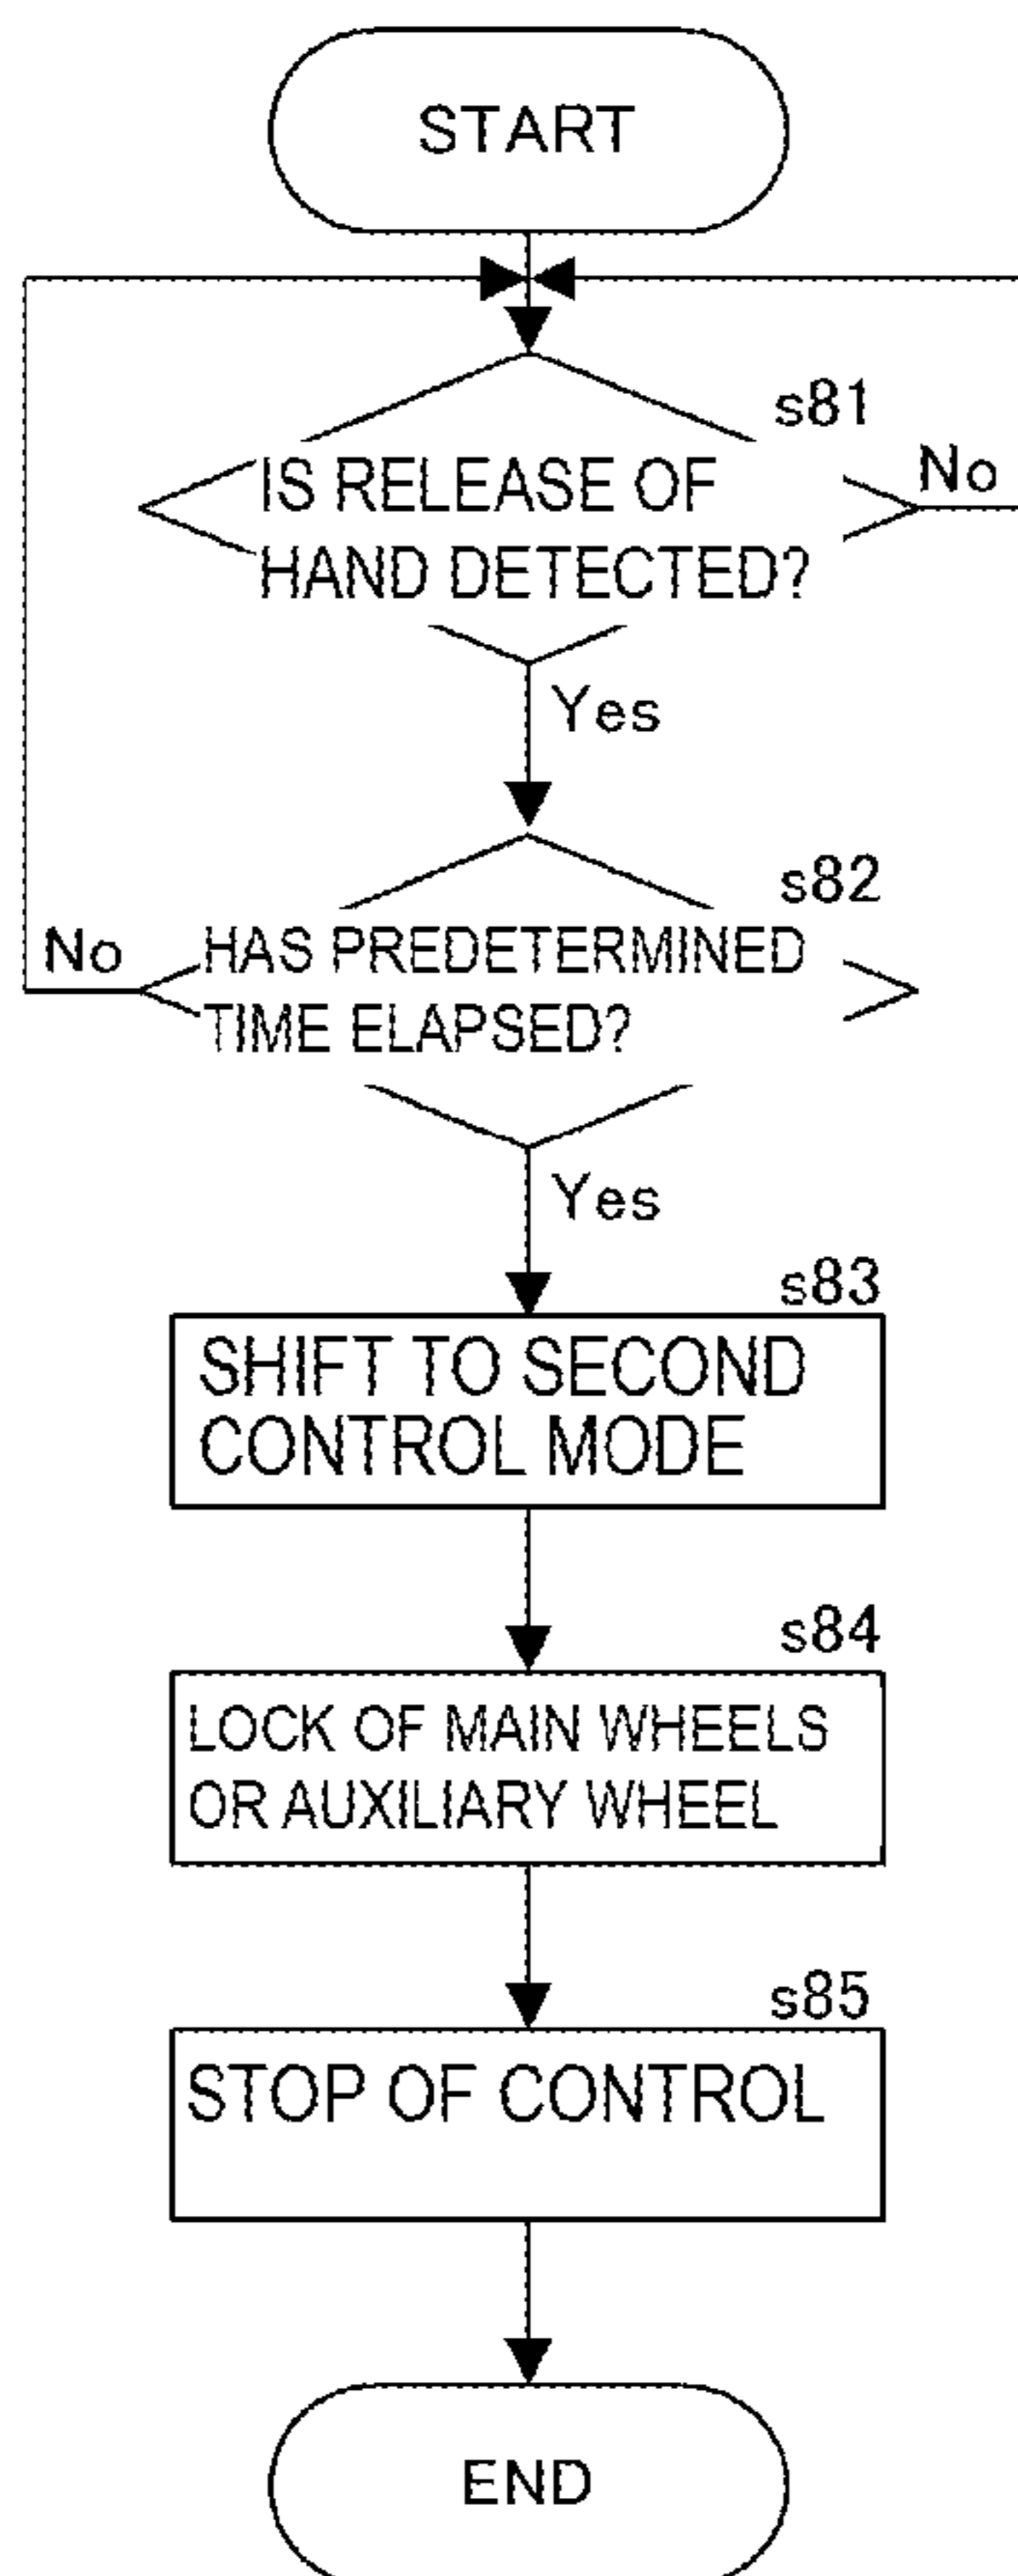 START
s81
IS RELEASE OF
No
HAND DETECTED?
Yes
s82
No
HAS PREDETERMINED
TIME ELAPSED?
Yes
s83
SHIFT TO SECOND
CONTROL MODE
s84
LOCK OF MAIN WHEELS
OR AUXILIARY WHEEL
s85
STOP OF CONTROL
END